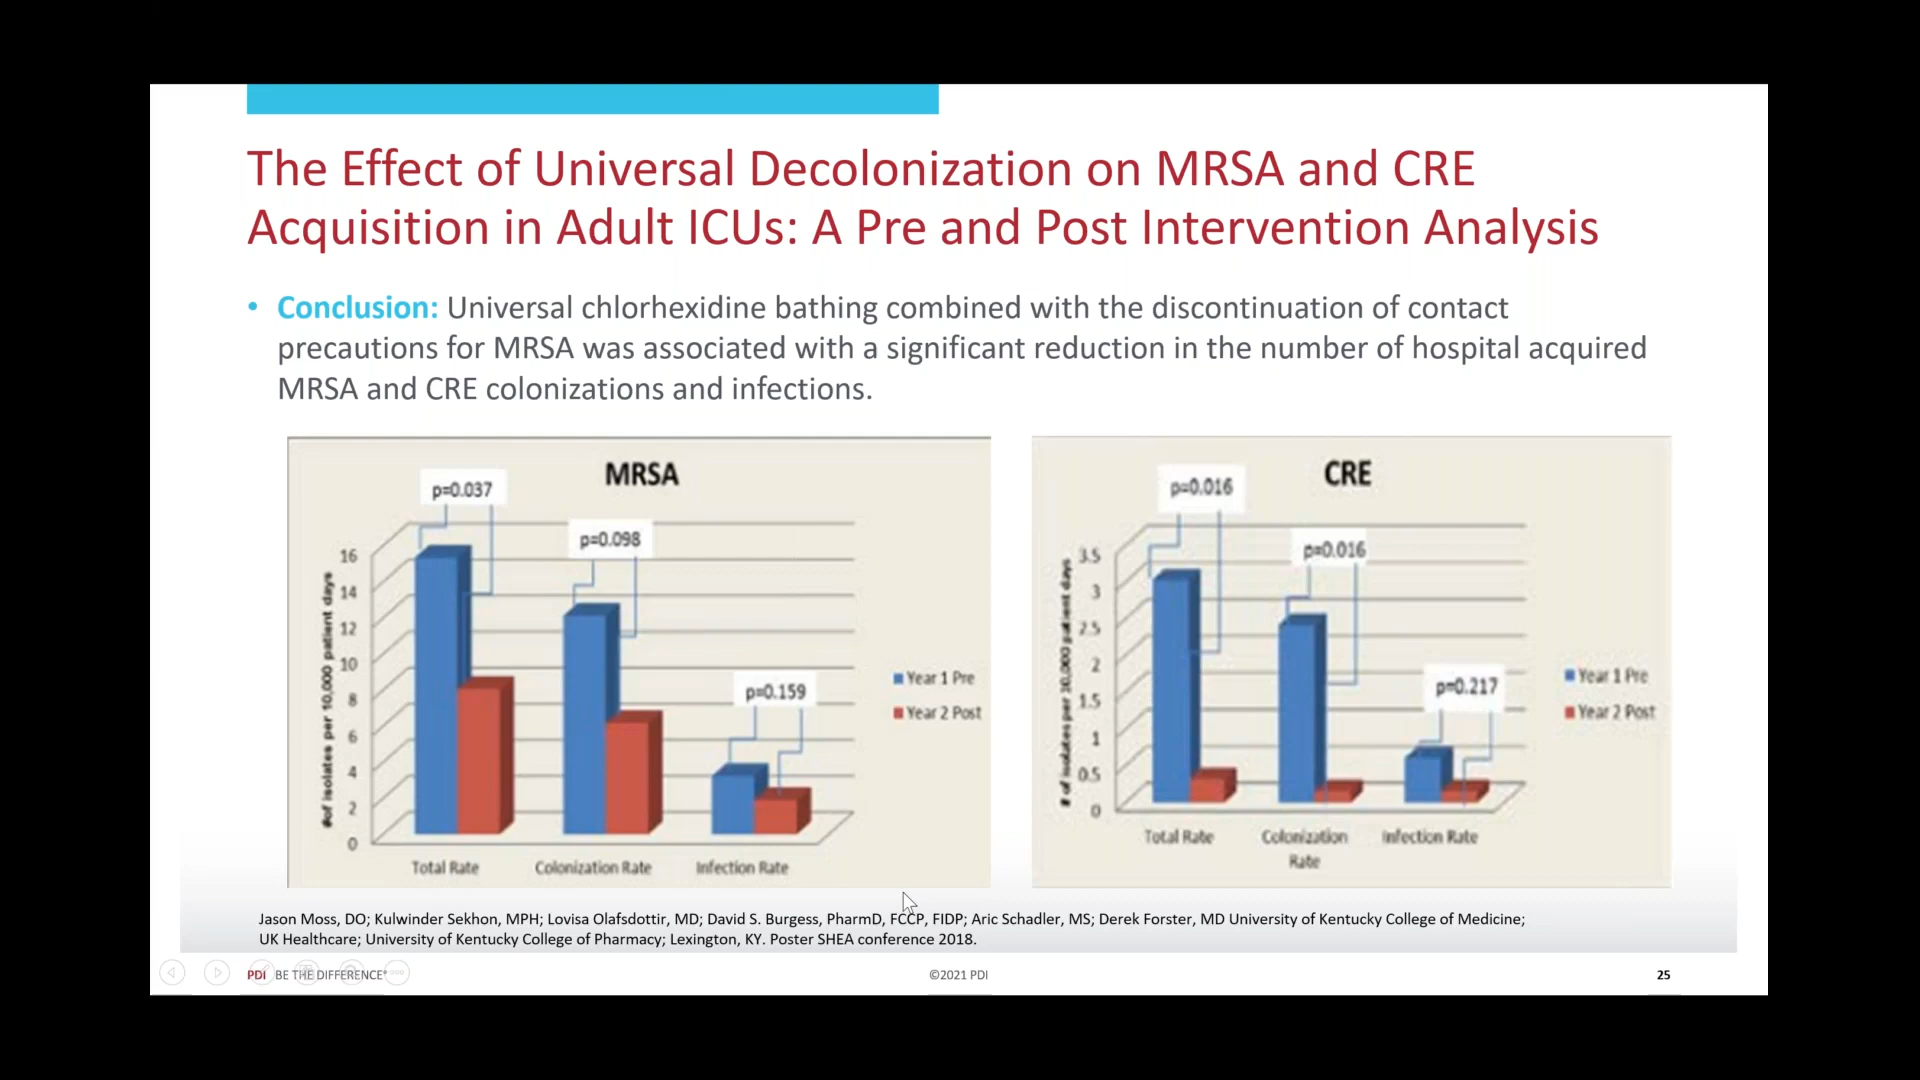 The Effect of Universal Decolonization on MRSA and CRE
Acquisition in Adult ICUs: A Pre and Post Intervention Analysis
• Conclusion: Universal chlorhexidine bathing combined with the discontinuation of contact
precautions for MRSA was associated with a significant reduction in the number of hospital acquired
MRSA and CRE colonizations and infections.
MRSA
p=0.037
p=0.098
p=0.159
#of isolates per 10,000 patient days
16
14
12
10
8
6
4
2
0
Total Rate
Colonization Rate
Infection Rate
Year 1 Pre
Year 2 Post
CRE
p=0.016
p=0.016
p=0.217
# of isolates per 10,000 patient days
3.5
3
2.5
2
1.5
1
0.5
0
Total Rate
Colonization
Rate
Infection Rate
Year 1 Pre
Year 2 Post
Jason Moss, DO; Kulwinder Sekhon, MPH; Lovisa Olafsdottir, MD; David S. Burgess, PharmD, FCCP, FIDP; Aric Schadler, MS; Derek Forster, MD University of Kentucky College of Medicine;
UK Healthcare; University of Kentucky College of Pharmacy; Lexington, KY. Poster SHEA conference 2018.
PDI BE THE DIFFERENCE®
©2021 PDI
25